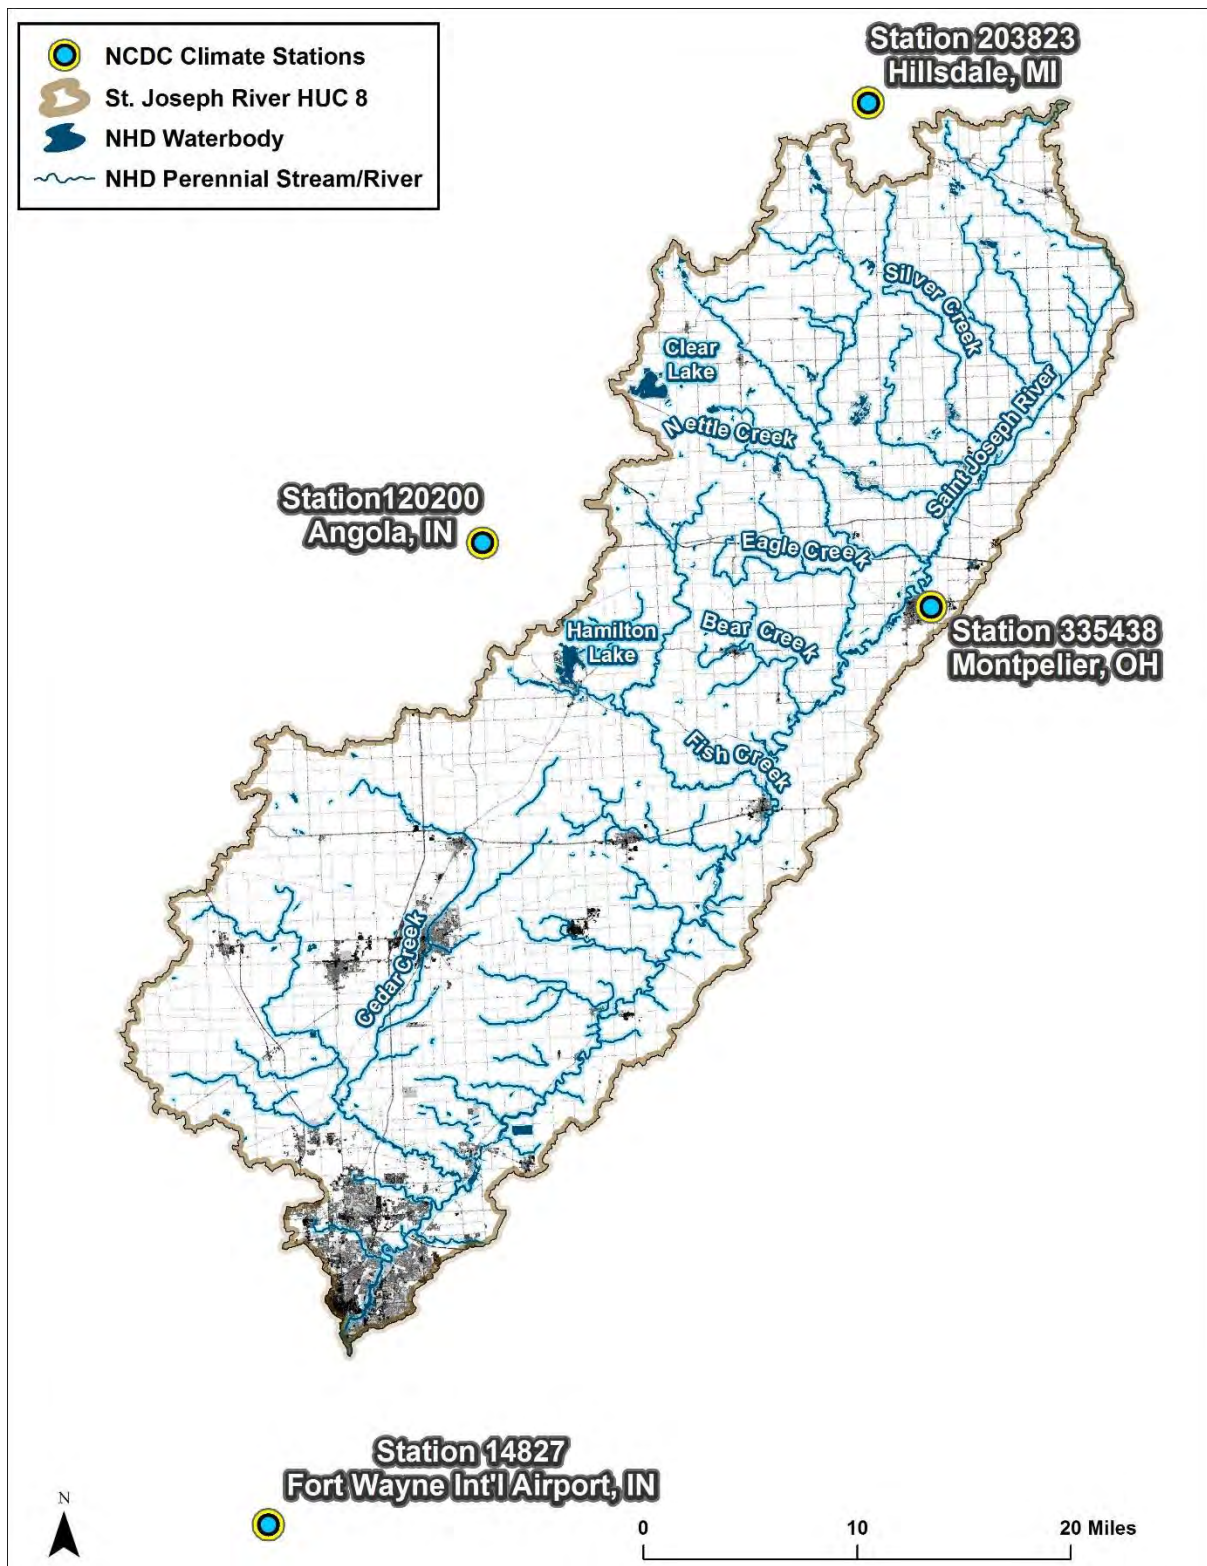 NCDC Climate Stations
St. Joseph River HUC 8
NHD Waterbody
NHD Perennial Stream/River
Station 203823
Hillsdale, MI
Silver Creek
Clear
Lake
Nettle Creek
Saint Joseph River
Station120200
Angola, IN
Eagle Creek
Bear Creek
Hamilton
Lake
Station 335438
Montpelier, OH
Fish Creek
Cedar Creek
Station 14827
Fort Wayne Int'l Airport, IN
N
0 10 20 Miles